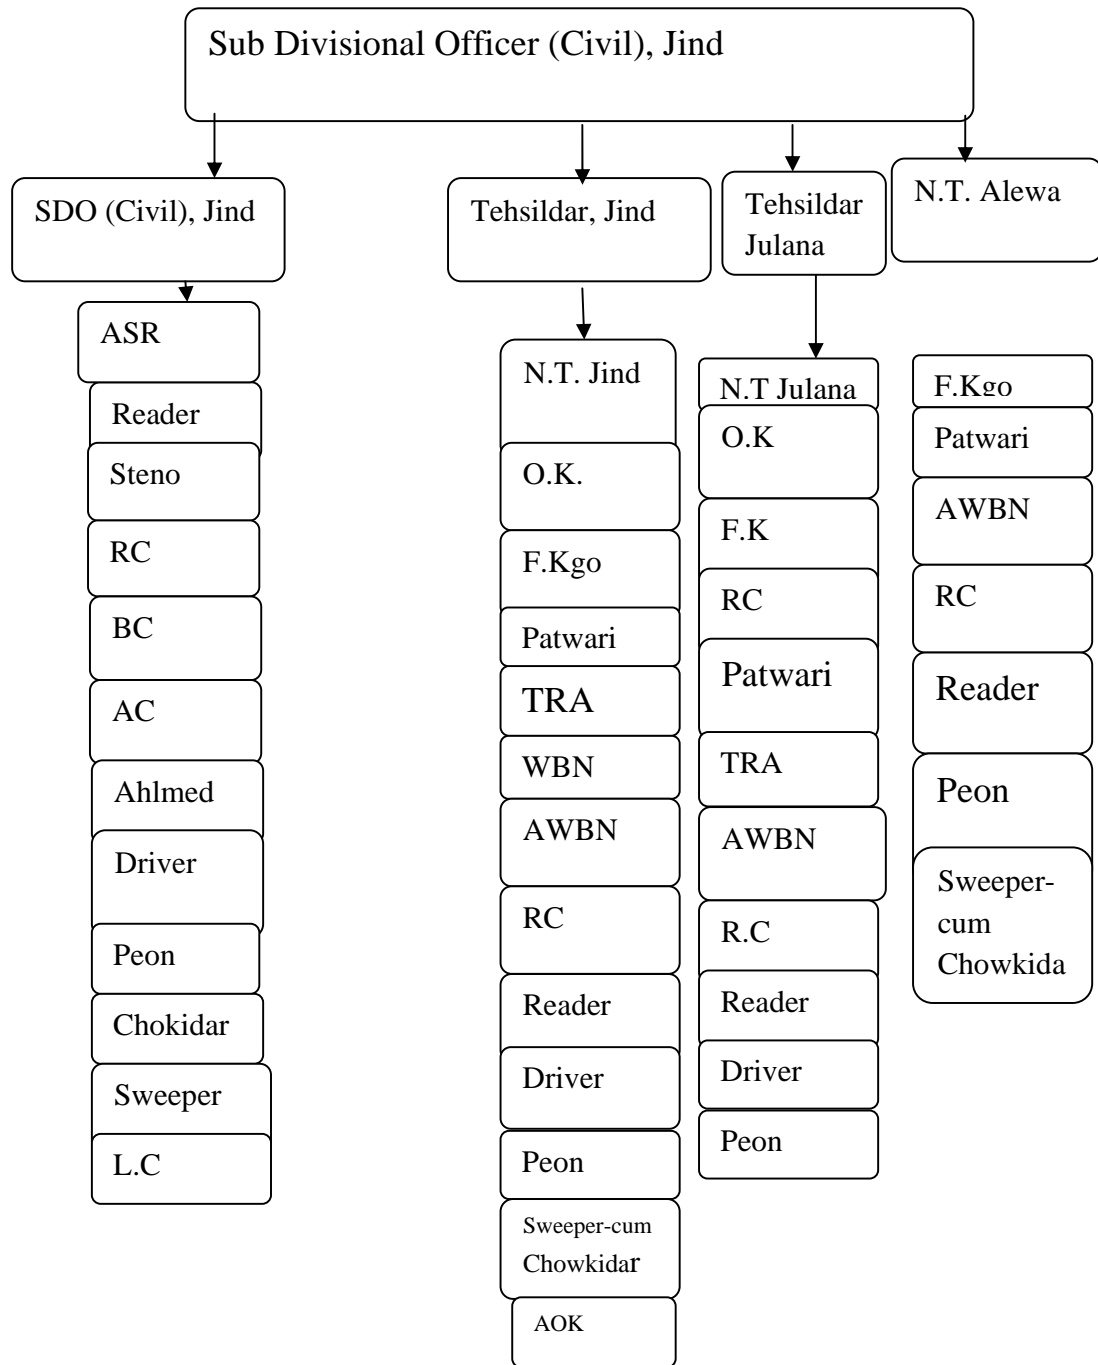 Sub Divisional Officer (Civil), Jind
SDO (Civil), Jind
Tehsildar, Jind
Tehsildar
Julana
N.T. Alewa
ASR
Reader
Steno
RC
BC
AC
Ahlmed
Driver
Peon
Chokidar
Sweeper
L.C
N.T. Jind
O.K.
F.Kgo
Patwari
TRA
WBN
AWBN
RC
Reader
Driver
Peon
Sweeper-cum
Chowkidar
AOK
N.T Julana
O.K
F.K
RC
Patwari
TRA
AWBN
R.C
Reader
Driver
Peon
F.Kgo
Patwari
AWBN
RC
Reader
Peon
Sweeper-
cum
Chowkida